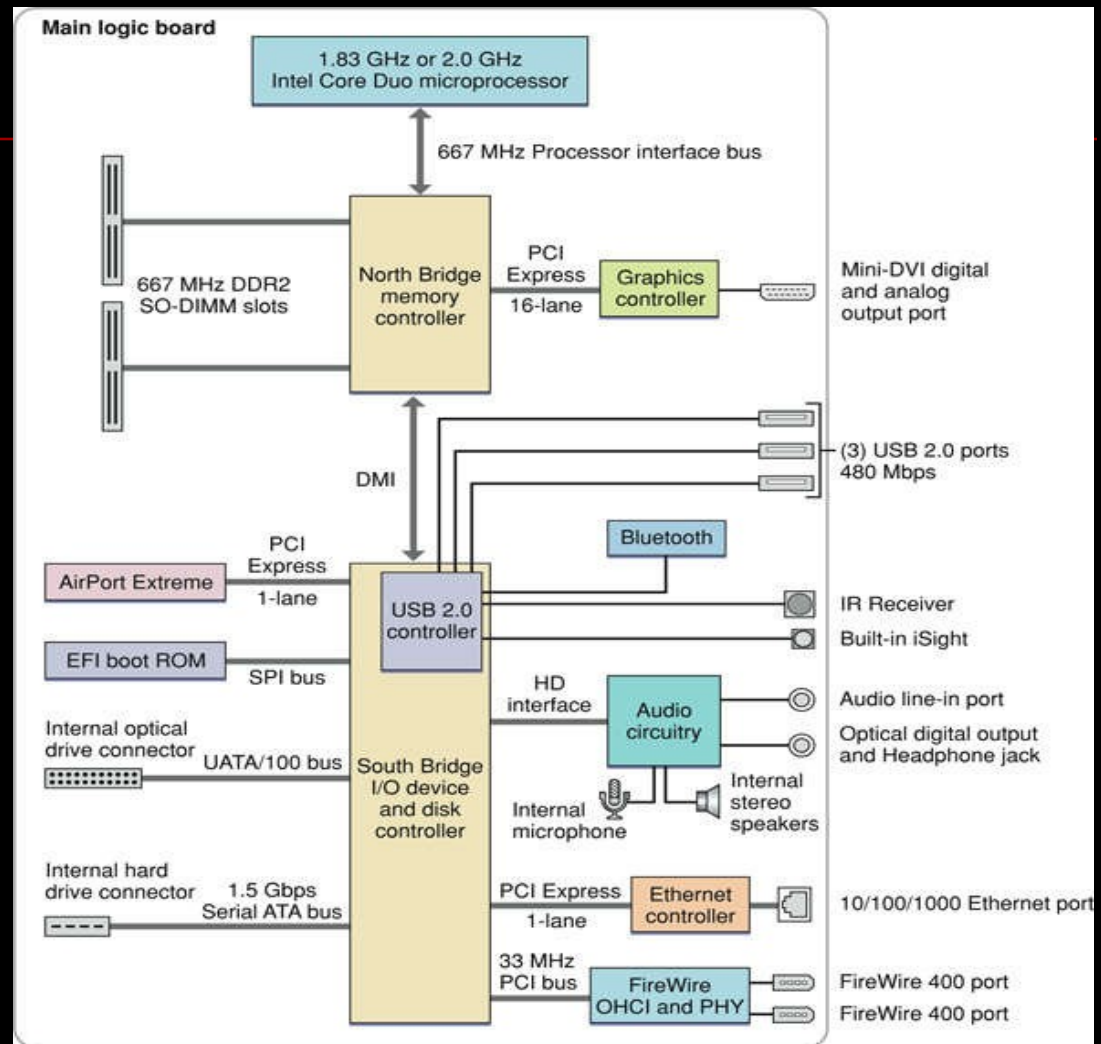 Main logic board
1.83 GHz or 2.0 GHz
Intel Core Duo microprocessor
667 MHz Processor interface bus
667 MHz DDR2
SO-DIMM slots
North Bridge
memory
controller
PCI
Express
16-lane
Graphics
controller
Mini-DVI digital
and analog
output port
DMI
(3) USB 2.0 ports
480 Mbps
Bluetooth
PCI
Express
1-lane
AirPort Extreme
USB 2.0
controller
IR Receiver
Built-in iSight
EFI boot ROM
SPI bus
HD
interface
Audio
circuitry
Audio line-in port
Optical digital output
and Headphone jack
Internal optical
drive connector
UATA/100 bus
South Bridge
I/O device
and disk
controller
Internal
microphone
Internal
stereo
speakers
Internal hard
drive connector
1.5 Gbps
Serial ATA bus
PCI Express
1-lane
Ethernet
controller
10/100/1000 Ethernet port
33 MHz
PCI bus
FireWire
OHCI and PHY
FireWire 400 port
FireWire 400 port